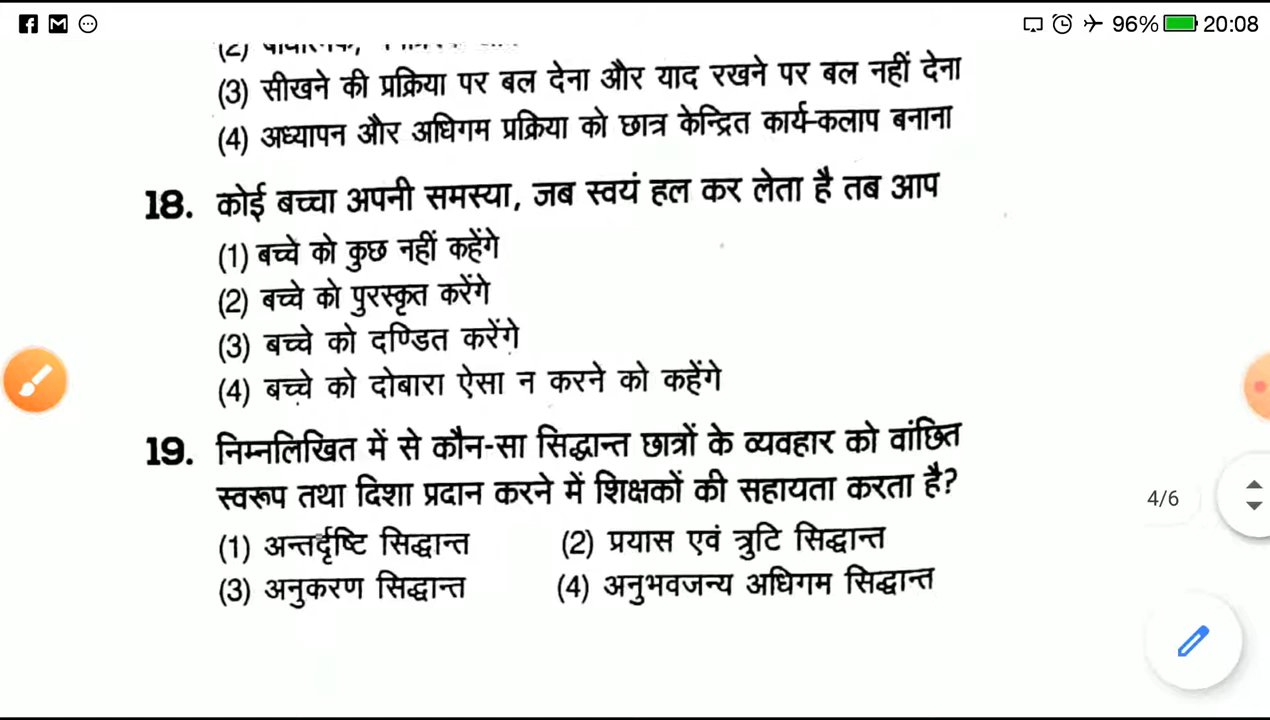 96% 20:08
(2)
(3) सीखने की प्रक्रिया पर बल देना और याद रखने पर बल नहीं देना
(4) अध्यापन और अधिगम प्रक्रिया को छात्र केन्द्रित कार्य-कलाप बनाना
18. कोई बच्चा अपनी समस्या, जब स्वयं हल कर लेता है तब आप
(1) बच्चे को कुछ नहीं कहेंगे
(2) बच्चे को पुरस्कृत करेंगे
(3) बच्चे को दण्डित करेंगे
(4) बच्चे को दोबारा ऐसा न करने को कहेंगे
19. निम्नलिखित में से कौन-सा सिद्धान्त छात्रों के व्यवहार को वांछित
स्वरूप तथा दिशा प्रदान करने में शिक्षकों की सहायता करता है?
(1) अन्तर्दृष्टि सिद्धान्त (2) प्रयास एवं त्रुटि सिद्धान्त
(3) अनुकरण सिद्धान्त (4) अनुभवजन्य अधिगम सिद्धान्त
4/6